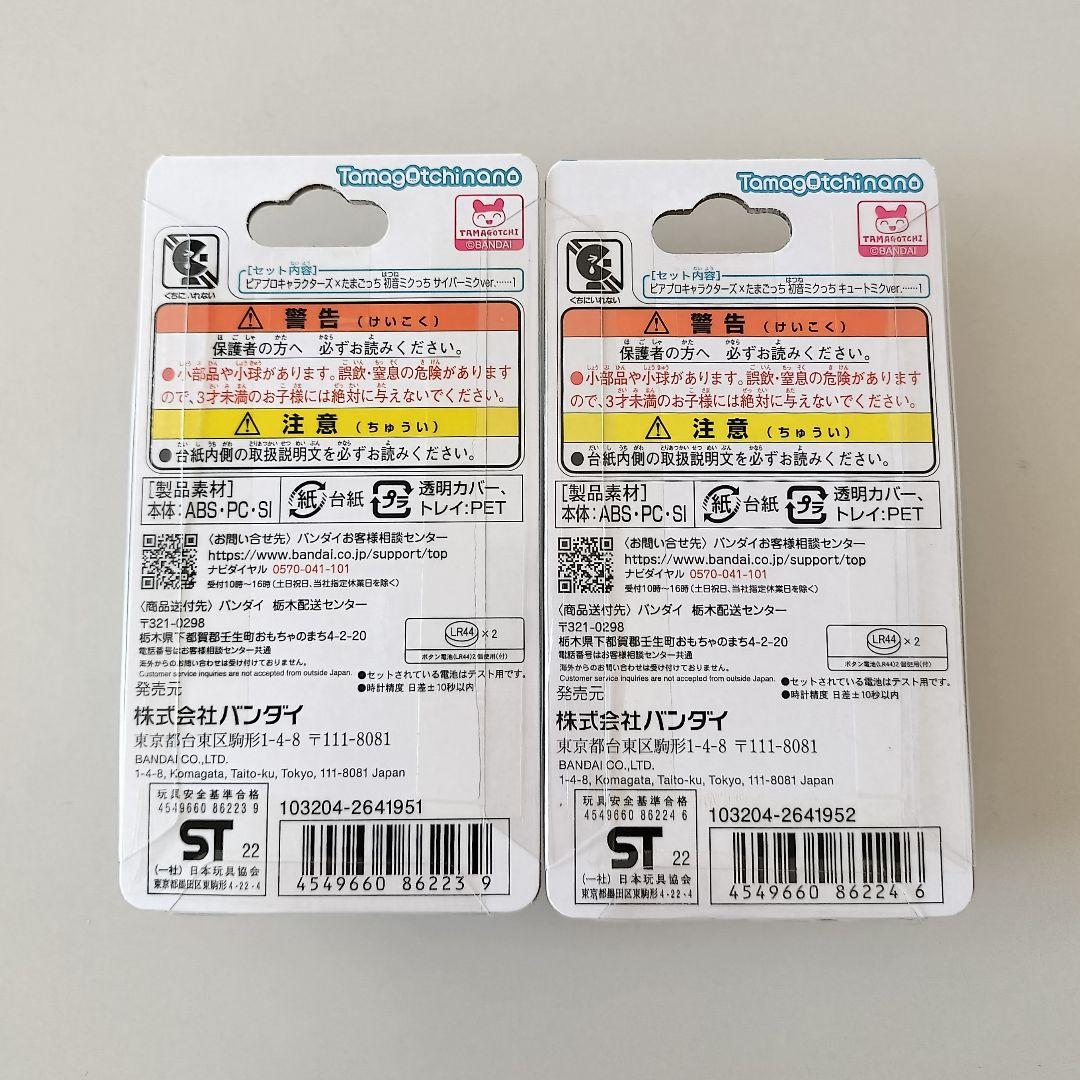 Tamagotchi nano
TAMAGOTCHI
©BANDAI
くちにいれない
[セット内容]
ピアプロキャラクターズ×たまごっち 初音ミクっち サイバーミクver.……1
⚠ 警告 (けいこく)
保護者の方へ 必ずお読みください。
●小部品や小球があります。誤飲・窒息の危険があります
ので、3才未満のお子様には絶対に与えないでください。
⚠ 注意 (ちゅうい)
●台紙内側の取扱説明文を必ずお読みください。
[製品素材]
本体:ABS・PC・SI
紙 台紙
プラ 透明カバー、
トレイ:PET
〈お問い合せ先〉バンダイお客様相談センター
https://www.bandai.co.jp/support/top
ナビダイヤル 0570-041-101
受付10時〜16時(土日祝日、当社指定休業日を除く)
〈商品送付先〉バンダイ 栃木配送センター
〒321-0298
栃木県下都賀郡壬生町おもちゃのまち4-2-20
電話番号はお客様相談センター共通
海外からのお問い合わせは受け付けておりません。
Customer service inquiries are not accepted from outside Japan.
LR44×2
ボタン電池(LR44)2個使用(付)
●セットされている電池はテスト用です。
●時計精度 日差±10秒以内
発売元
株式会社バンダイ
東京都台東区駒形1-4-8 〒111-8081
BANDAI CO.,LTD.
1-4-8, Komagata, Taito-ku, Tokyo, 111-8081 Japan
玩具安全基準合格
4549660 86223 9
ST 22
(一社)日本玩具協会
東京都墨田区東駒形4-22-4
103204-2641951
4549660 86223 9
Tamagotchi nano
TAMAGOTCHI
©BANDAI
くちにいれない
[セット内容]
ピアプロキャラクターズ×たまごっち 初音ミクっち キュートミクver.……1
⚠ 警告 (けいこく)
保護者の方へ 必ずお読みください。
●小部品や小球があります。誤飲・窒息の危険があります
ので、3才未満のお子様には絶対に与えないでください。
⚠ 注意 (ちゅうい)
●台紙内側の取扱説明文を必ずお読みください。
[製品素材]
本体:ABS・PC・SI
紙 台紙
プラ 透明カバー、
トレイ:PET
〈お問い合せ先〉バンダイお客様相談センター
https://www.bandai.co.jp/support/top
ナビダイヤル 0570-041-101
受付10時〜16時(土日祝日、当社指定休業日を除く)
〈商品送付先〉バンダイ 栃木配送センター
〒321-0298
栃木県下都賀郡壬生町おもちゃのまち4-2-20
電話番号はお客様相談センター共通
海外からのお問い合わせは受け付けておりません。
Customer service inquiries are not accepted from outside Japan.
LR44×2
ボタン電池(LR44)2個使用(付)
●セットされている電池はテスト用です。
●時計精度 日差±10秒以内
発売元
株式会社バンダイ
東京都台東区駒形1-4-8 〒111-8081
BANDAI CO.,LTD.
1-4-8, Komagata, Taito-ku, Tokyo, 111-8081 Japan
玩具安全基準合格
4549660 86224 6
ST 22
(一社)日本玩具協会
東京都墨田区東駒形4-22-4
103204-2641952
4549660 86224 6